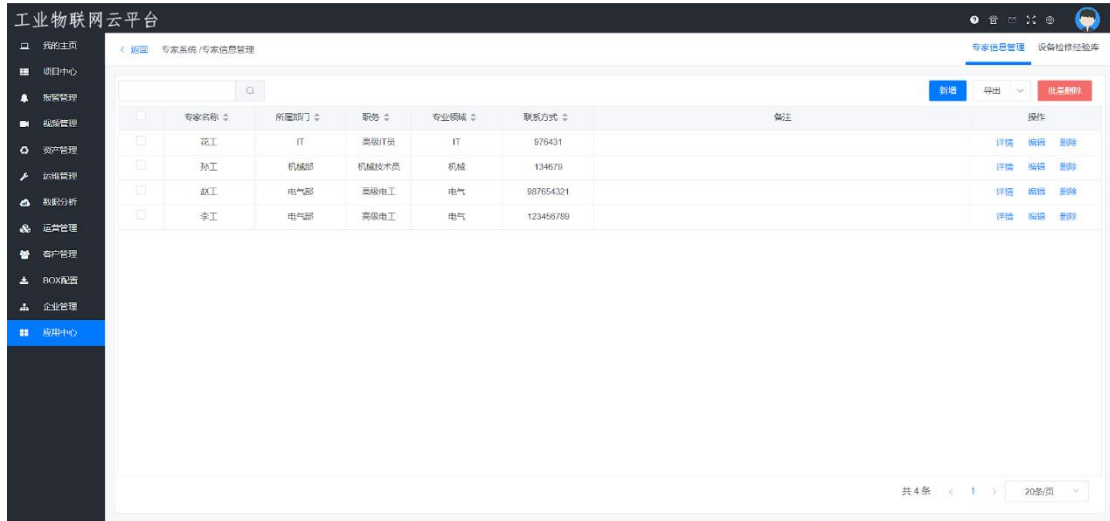 工业物联网云平台
我的主页
项目中心
报警管理
视频管理
资产管理
运维管理
数据分析
运营管理
客户管理
BOX配置
企业管理
应用中心
< 返回 专家系统 /专家信息管理 专家信息管理 设备检修经验库
新增 导出 批量删除
专家名称 所属部门 职务 专业领域 联系方式 备注 操作
花工 IT 高级IT员 IT 976431 详情 编辑 删除
孙工 机械部 机械技术员 机械 134679 详情 编辑 删除
赵工 电气部 高级电工 电气 987654321 详情 编辑 删除
李工 电气部 高级电工 电气 123456789 详情 编辑 删除
共 4 条 < 1 > 20条/页